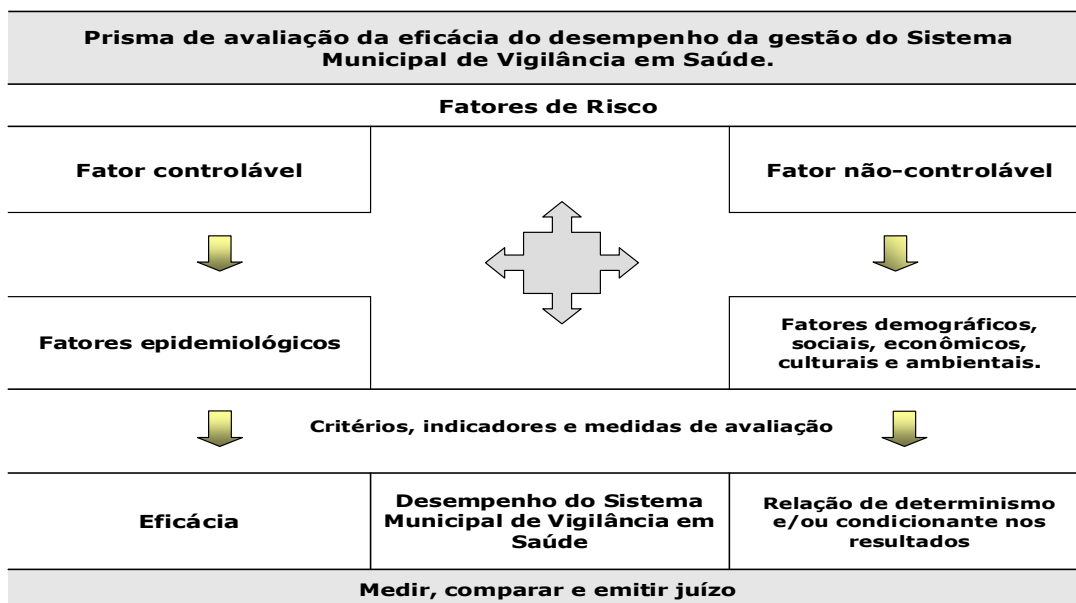 Prisma de avaliação da eficácia do desempenho da gestão do Sistema
Municipal de Vigilância em Saúde.
Fatores de Risco
Fator controlável
Fator não-controlável
Fatores epidemiológicos
Fatores demográficos,
sociais, econômicos,
culturais e ambientais.
Critérios, indicadores e medidas de avaliação
Eficácia
Desempenho do Sistema
Municipal de Vigilância em
Saúde
Relação de determinismo
e/ou condicionante nos
resultados
Medir, comparar e emitir juízo